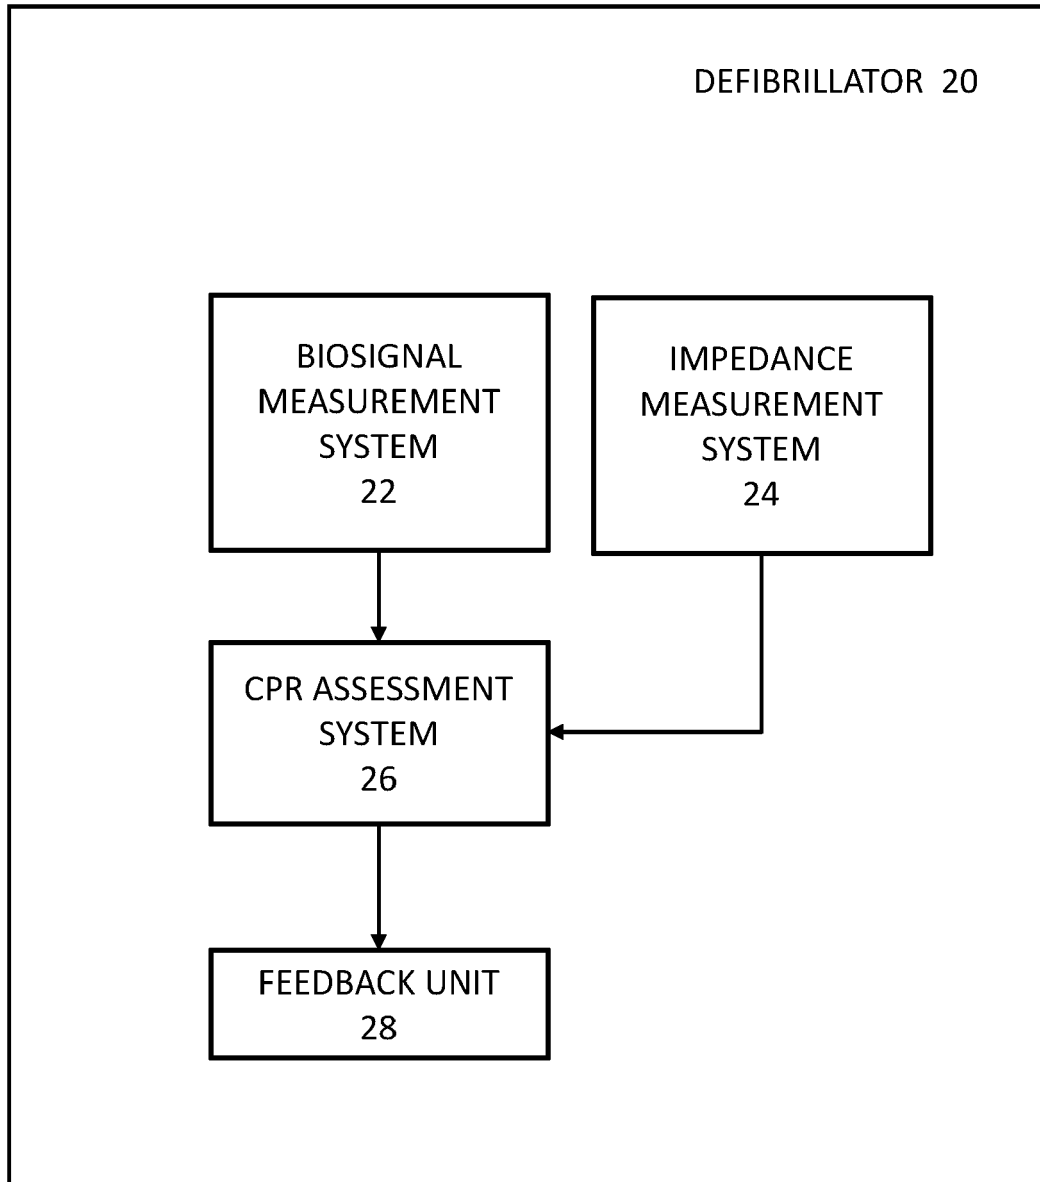 DEFIBRILLATOR 20
BIOSIGNAL
MEASUREMENT
SYSTEM
22
IMPEDANCE
MEASUREMENT
SYSTEM
24
CPR ASSESSMENT
SYSTEM
26
FEEDBACK UNIT
28